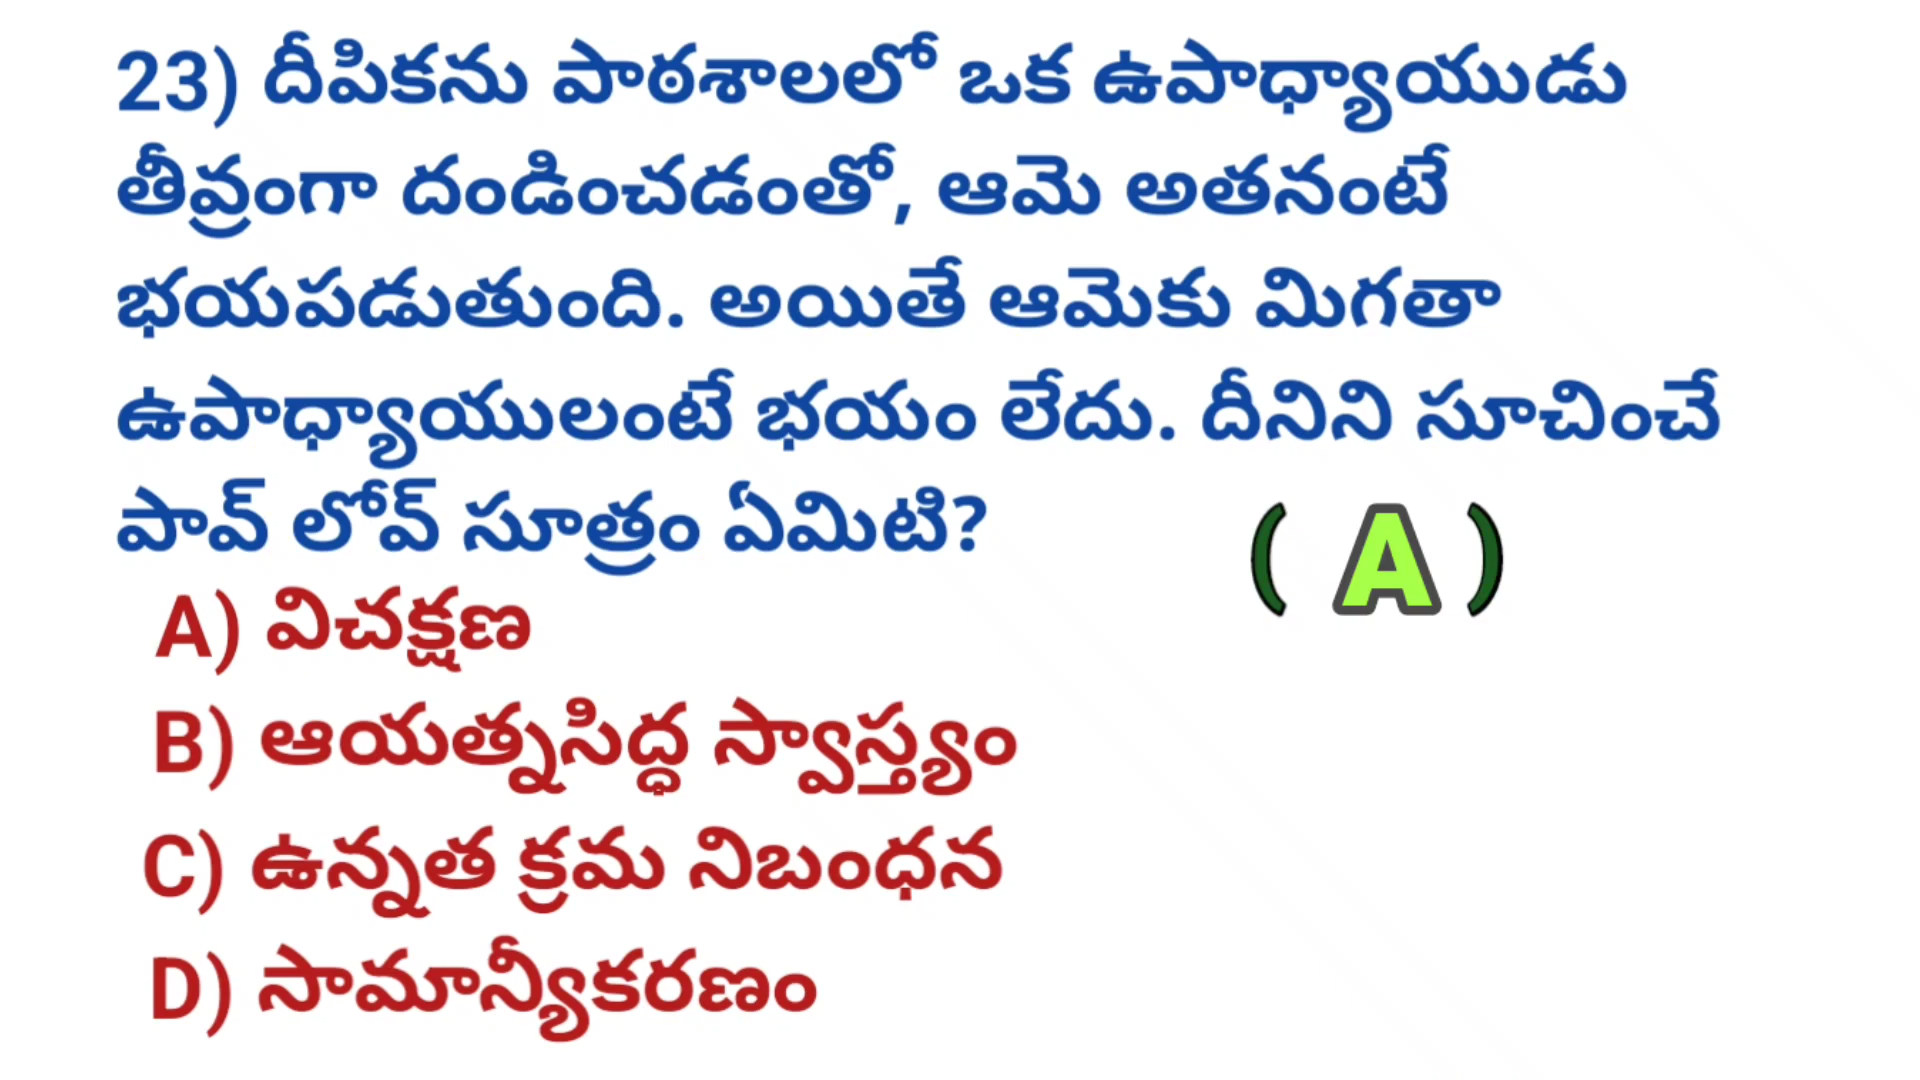 23) దీపికను పాఠశాలలో ఒక ఉపాధ్యాయుడు
తీవ్రంగా దండించడంతో, ఆమె అతనంటే
భయపడుతుంది. అయితే ఆమెకు మిగతా
ఉపాధ్యాయులంటే భయం లేదు. దీనిని సూచించే
పావ్ లోవ్ సూత్రం ఏమిటి? ( A )
A) విచక్షణ
B) ఆయత్నసిద్ధ స్వాస్త్యం
C) ఉన్నత క్రమ నిబంధన
D) సామాన్యీకరణం